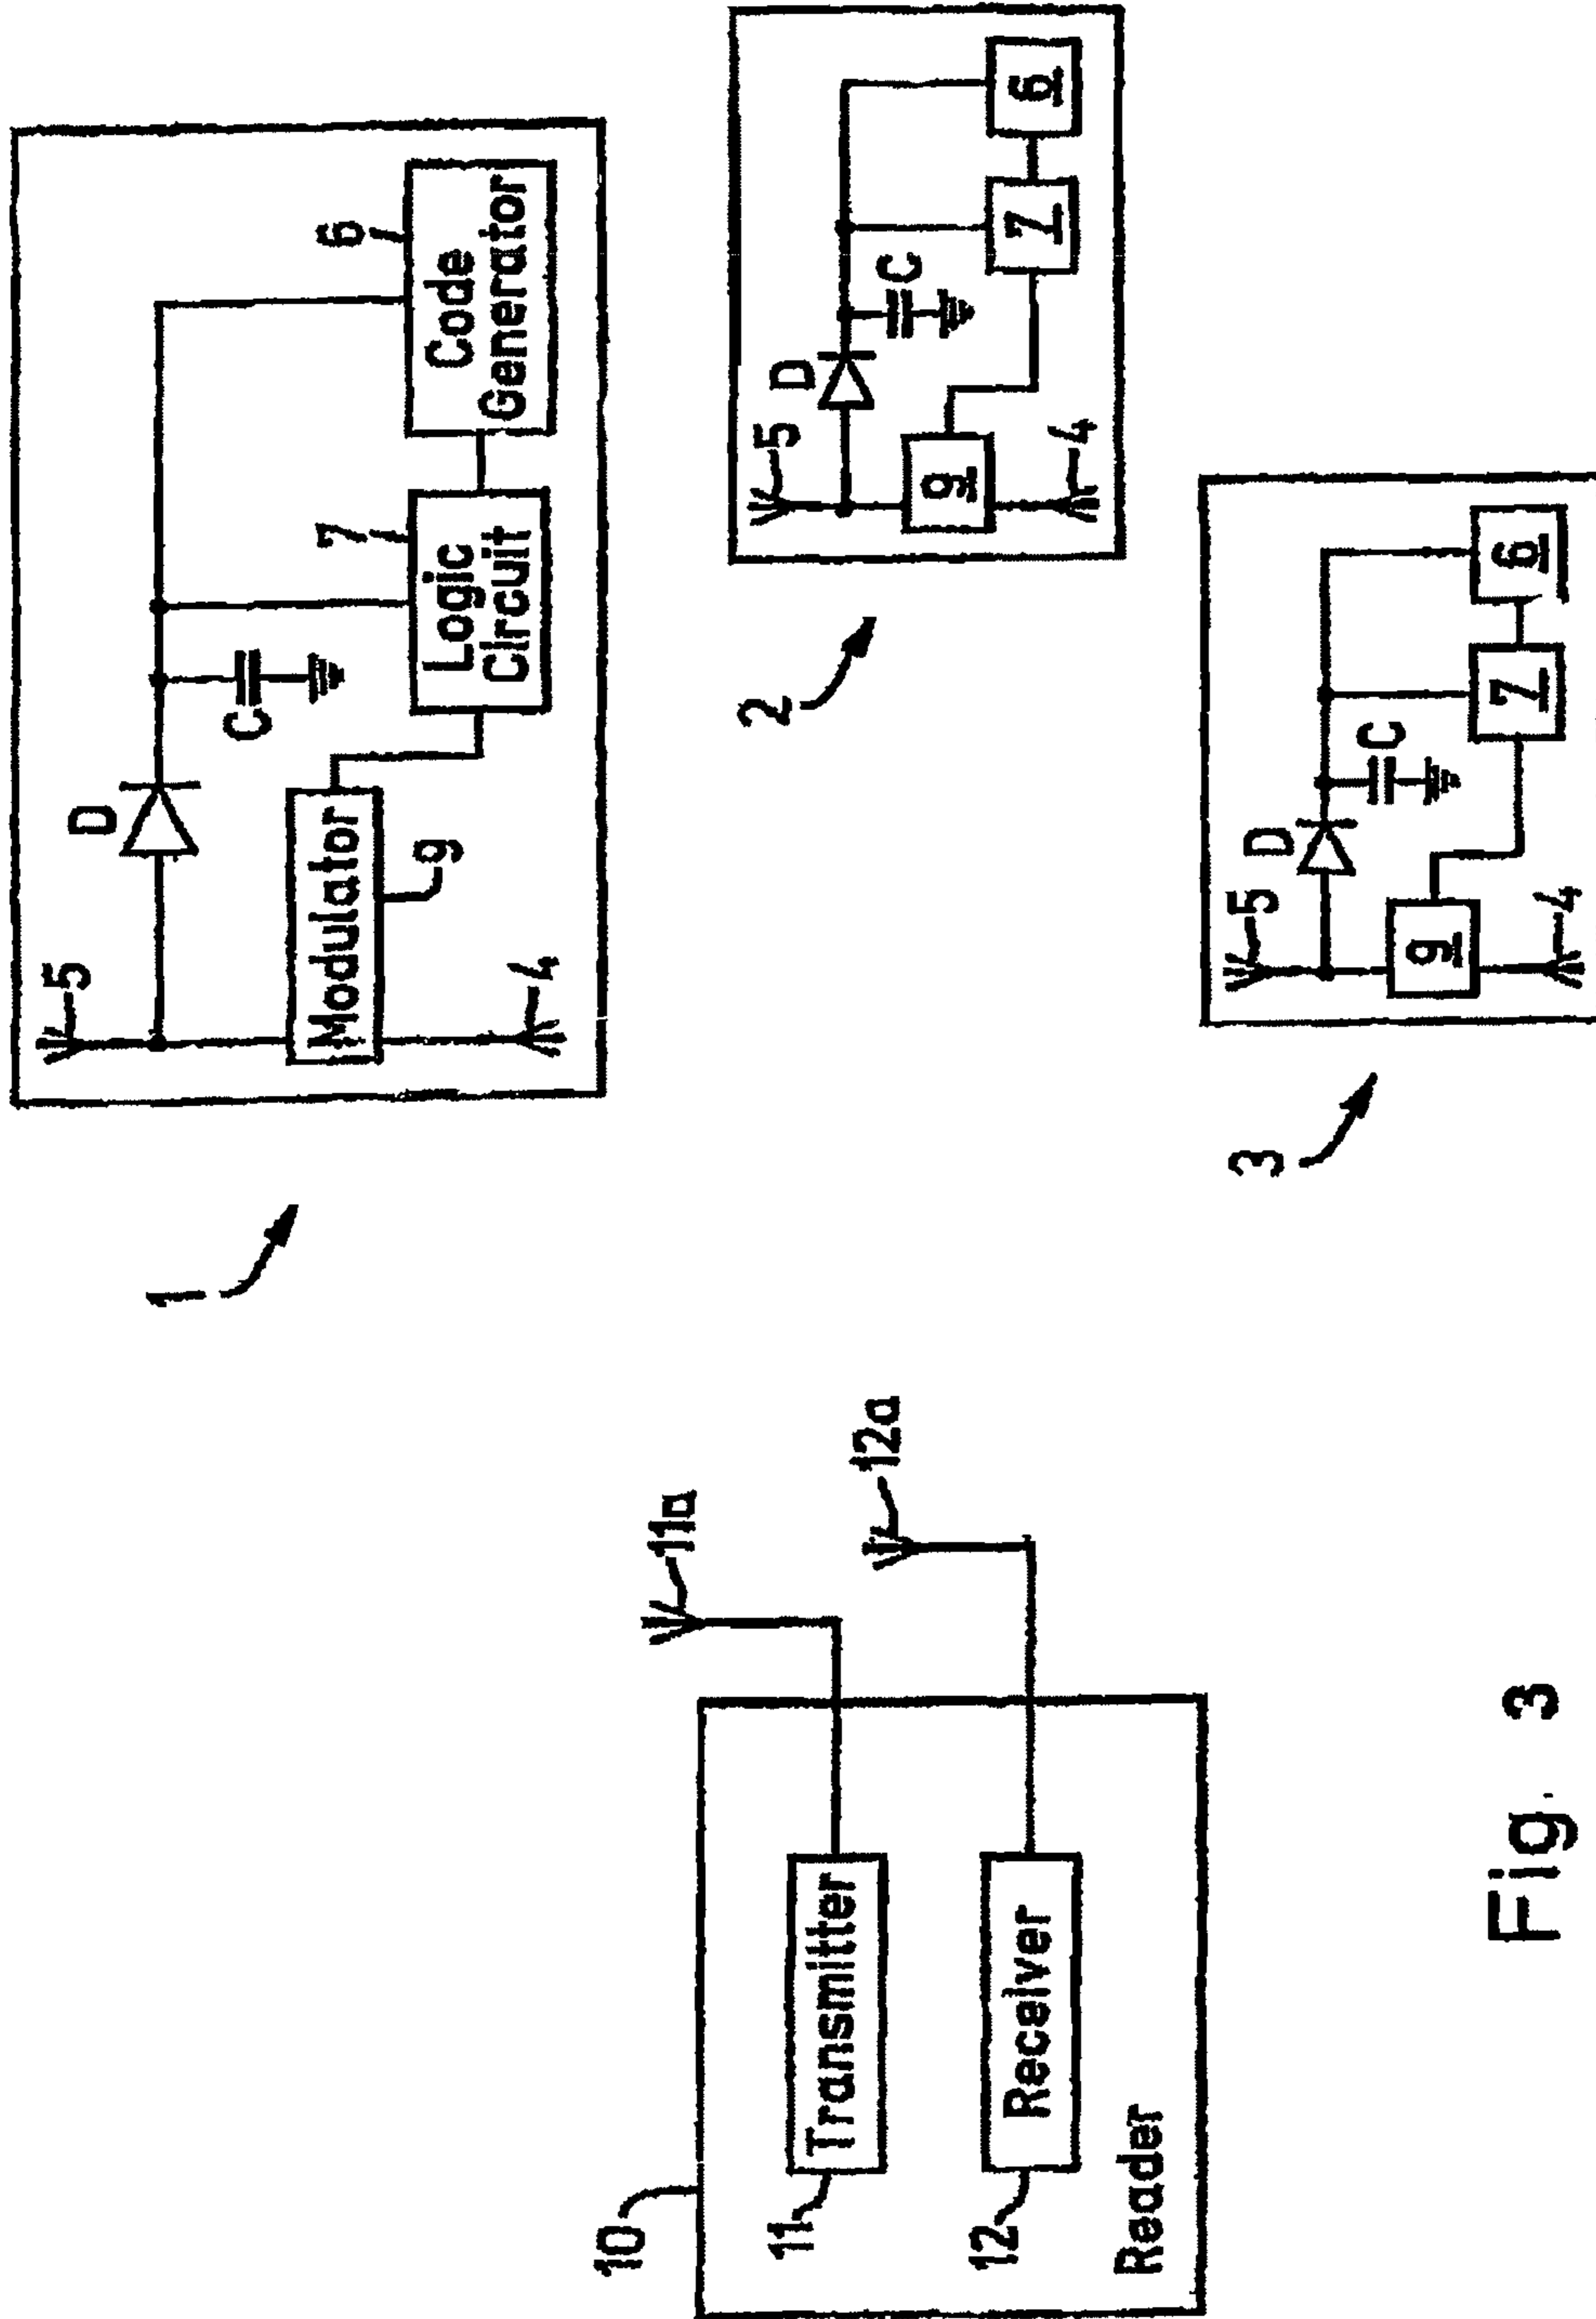 1
5
D
C
6
7
Code
Generator
Logic
Circuit
Modulator
9
4
2
5
D
C
9
7
6
4
3
5
D
C
9
7
6
4
10
11
Transmitter
11a
12
Receiver
12a
Reader
Fig. 3